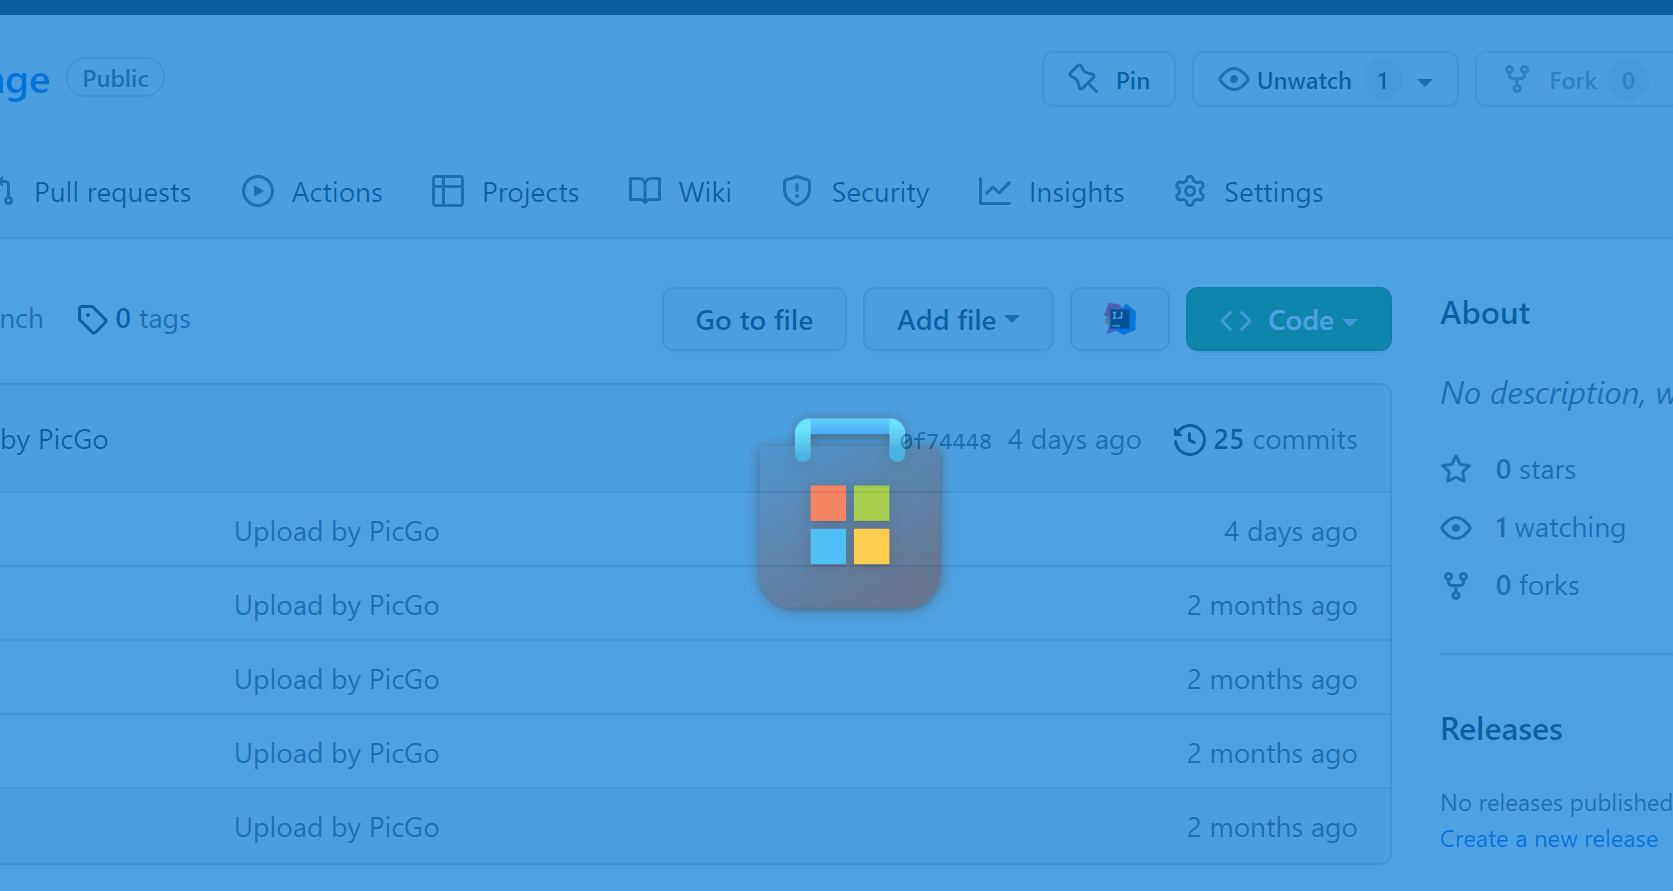 Public Pin Unwatch 1 Fork 0
Pull requests Actions Projects Wiki Security Insights Settings
0 tags Go to file Add file IJ Code About
No description,
by PicGo 0f74448 4 days ago 25 commits
0 stars
Upload by PicGo 4 days ago
1 watching
Upload by PicGo 2 months ago
0 forks
Upload by PicGo 2 months ago
Upload by PicGo 2 months ago
Releases
Upload by PicGo 2 months ago
No releases published
Create a new release